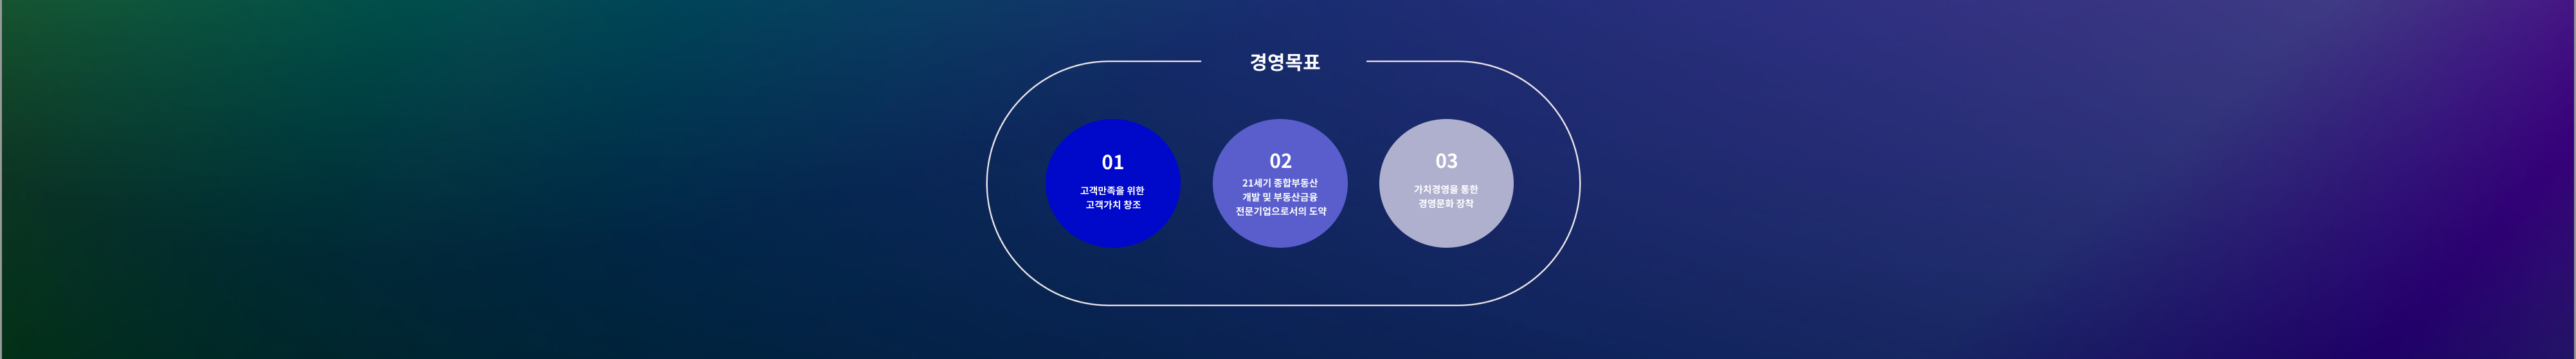 경영목표
01
고객만족을 위한
고객가치 창조
02
21세기 종합부동산
개발 및 부동산금융
전문기업으로서의 도약
03
가치경영을 통한
경영문화 장착